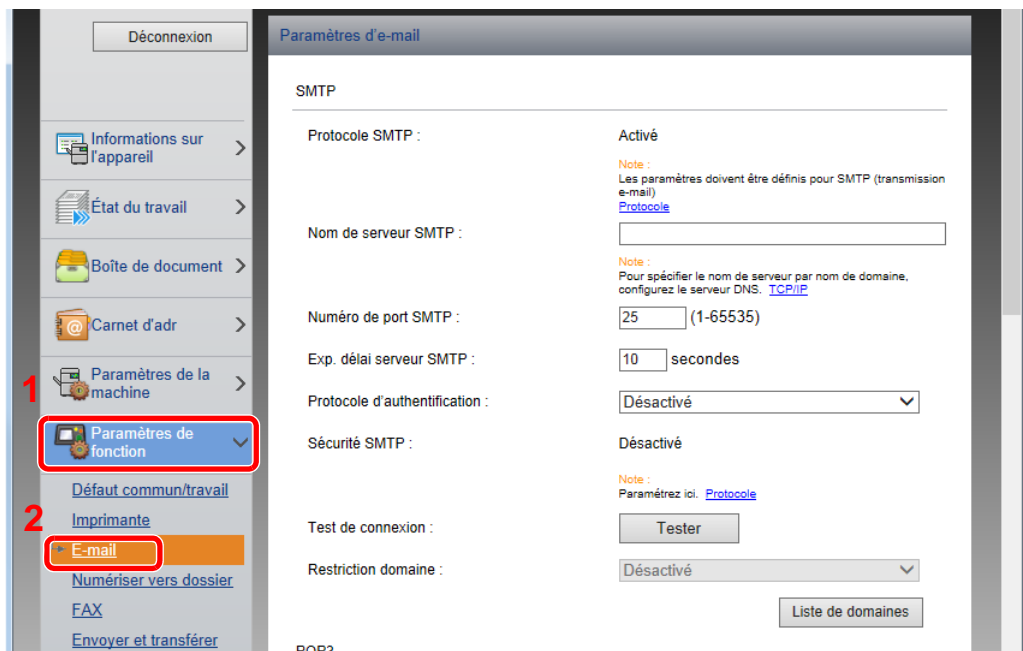 Déconnexion
Informations sur
l'appareil
État du travail
Boîte de document
Carnet d'adr
1
Paramètres de la
machine
Paramètres de
fonction
Défaut commun/travail
2
Imprimante
E-mail
Numériser vers dossier
FAX
Envoyer et transférer
Paramètres d'e-mail
SMTP
Protocole SMTP :
Activé
Note :
Les paramètres doivent être définis pour SMTP (transmission
e-mail)
Protocole
Nom de serveur SMTP :
Note :
Pour spécifier le nom de serveur par nom de domaine,
configurez le serveur DNS. TCP/IP
Numéro de port SMTP :
25 (1-65535)
Exp. délai serveur SMTP :
10 secondes
Protocole d'authentification :
Désactivé
Sécurité SMTP :
Désactivé
Note :
Paramétrez ici. Protocole
Test de connexion :
Tester
Restriction domaine :
Désactivé
Liste de domaines
POP3